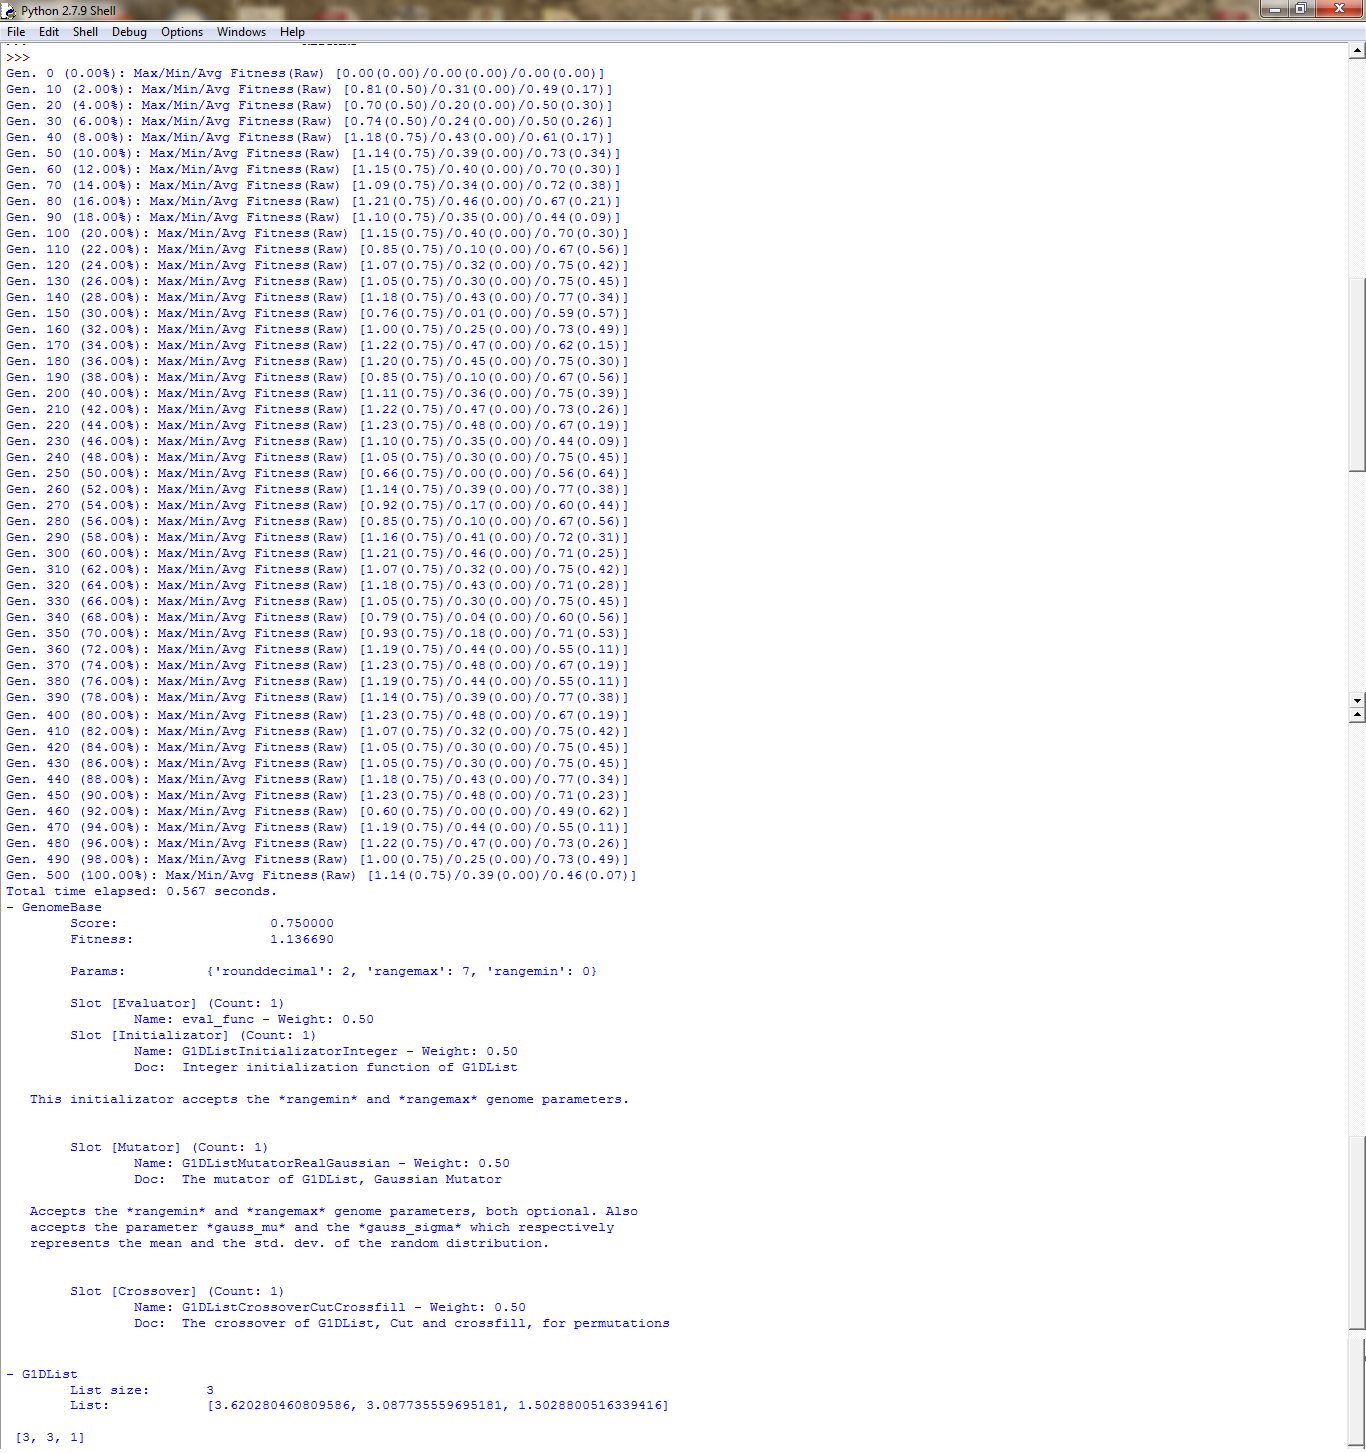 Python 2.7.9 Shell
File Edit Shell Debug Options Windows Help
>>>
Gen. 0 (0.00%): Max/Min/Avg Fitness(Raw) [0.00(0.00)/0.00(0.00)/0.00(0.00)]
Gen. 10 (2.00%): Max/Min/Avg Fitness(Raw) [0.81(0.50)/0.31(0.00)/0.49(0.17)]
Gen. 20 (4.00%): Max/Min/Avg Fitness(Raw) [0.70(0.50)/0.20(0.00)/0.50(0.30)]
Gen. 30 (6.00%): Max/Min/Avg Fitness(Raw) [0.74(0.50)/0.24(0.00)/0.50(0.26)]
Gen. 40 (8.00%): Max/Min/Avg Fitness(Raw) [1.18(0.75)/0.43(0.00)/0.61(0.17)]
Gen. 50 (10.00%): Max/Min/Avg Fitness(Raw) [1.14(0.75)/0.39(0.00)/0.73(0.34)]
Gen. 60 (12.00%): Max/Min/Avg Fitness(Raw) [1.15(0.75)/0.40(0.00)/0.70(0.30)]
Gen. 70 (14.00%): Max/Min/Avg Fitness(Raw) [1.09(0.75)/0.34(0.00)/0.72(0.38)]
Gen. 80 (16.00%): Max/Min/Avg Fitness(Raw) [1.21(0.75)/0.46(0.00)/0.67(0.21)]
Gen. 90 (18.00%): Max/Min/Avg Fitness(Raw) [1.10(0.75)/0.35(0.00)/0.44(0.09)]
Gen. 100 (20.00%): Max/Min/Avg Fitness(Raw) [1.15(0.75)/0.40(0.00)/0.70(0.30)]
Gen. 110 (22.00%): Max/Min/Avg Fitness(Raw) [0.85(0.75)/0.10(0.00)/0.67(0.56)]
Gen. 120 (24.00%): Max/Min/Avg Fitness(Raw) [1.07(0.75)/0.32(0.00)/0.75(0.42)]
Gen. 130 (26.00%): Max/Min/Avg Fitness(Raw) [1.05(0.75)/0.30(0.00)/0.75(0.45)]
Gen. 140 (28.00%): Max/Min/Avg Fitness(Raw) [1.18(0.75)/0.43(0.00)/0.77(0.34)]
Gen. 150 (30.00%): Max/Min/Avg Fitness(Raw) [0.76(0.75)/0.01(0.00)/0.59(0.57)]
Gen. 160 (32.00%): Max/Min/Avg Fitness(Raw) [1.00(0.75)/0.25(0.00)/0.73(0.49)]
Gen. 170 (34.00%): Max/Min/Avg Fitness(Raw) [1.22(0.75)/0.47(0.00)/0.62(0.15)]
Gen. 180 (36.00%): Max/Min/Avg Fitness(Raw) [1.20(0.75)/0.45(0.00)/0.75(0.30)]
Gen. 190 (38.00%): Max/Min/Avg Fitness(Raw) [0.85(0.75)/0.10(0.00)/0.67(0.56)]
Gen. 200 (40.00%): Max/Min/Avg Fitness(Raw) [1.11(0.75)/0.36(0.00)/0.75(0.39)]
Gen. 210 (42.00%): Max/Min/Avg Fitness(Raw) [1.22(0.75)/0.47(0.00)/0.73(0.26)]
Gen. 220 (44.00%): Max/Min/Avg Fitness(Raw) [1.23(0.75)/0.48(0.00)/0.67(0.19)]
Gen. 230 (46.00%): Max/Min/Avg Fitness(Raw) [1.10(0.75)/0.35(0.00)/0.44(0.09)]
Gen. 240 (48.00%): Max/Min/Avg Fitness(Raw) [1.05(0.75)/0.30(0.00)/0.75(0.45)]
Gen. 250 (50.00%): Max/Min/Avg Fitness(Raw) [0.66(0.75)/0.00(0.00)/0.56(0.64)]
Gen. 260 (52.00%): Max/Min/Avg Fitness(Raw) [1.14(0.75)/0.39(0.00)/0.77(0.38)]
Gen. 270 (54.00%): Max/Min/Avg Fitness(Raw) [0.92(0.75)/0.17(0.00)/0.60(0.44)]
Gen. 280 (56.00%): Max/Min/Avg Fitness(Raw) [0.85(0.75)/0.10(0.00)/0.67(0.56)]
Gen. 290 (58.00%): Max/Min/Avg Fitness(Raw) [1.16(0.75)/0.41(0.00)/0.72(0.31)]
Gen. 300 (60.00%): Max/Min/Avg Fitness(Raw) [1.21(0.75)/0.46(0.00)/0.71(0.25)]
Gen. 310 (62.00%): Max/Min/Avg Fitness(Raw) [1.07(0.75)/0.32(0.00)/0.75(0.42)]
Gen. 320 (64.00%): Max/Min/Avg Fitness(Raw) [1.18(0.75)/0.43(0.00)/0.71(0.28)]
Gen. 330 (66.00%): Max/Min/Avg Fitness(Raw) [1.05(0.75)/0.30(0.00)/0.75(0.45)]
Gen. 340 (68.00%): Max/Min/Avg Fitness(Raw) [0.79(0.75)/0.04(0.00)/0.60(0.56)]
Gen. 350 (70.00%): Max/Min/Avg Fitness(Raw) [0.93(0.75)/0.18(0.00)/0.71(0.53)]
Gen. 360 (72.00%): Max/Min/Avg Fitness(Raw) [1.19(0.75)/0.44(0.00)/0.55(0.11)]
Gen. 370 (74.00%): Max/Min/Avg Fitness(Raw) [1.23(0.75)/0.48(0.00)/0.67(0.19)]
Gen. 380 (76.00%): Max/Min/Avg Fitness(Raw) [1.19(0.75)/0.44(0.00)/0.55(0.11)]
Gen. 390 (78.00%): Max/Min/Avg Fitness(Raw) [1.14(0.75)/0.39(0.00)/0.77(0.38)]
Gen. 400 (80.00%): Max/Min/Avg Fitness(Raw) [1.23(0.75)/0.48(0.00)/0.67(0.19)]
Gen. 410 (82.00%): Max/Min/Avg Fitness(Raw) [1.07(0.75)/0.32(0.00)/0.75(0.42)]
Gen. 420 (84.00%): Max/Min/Avg Fitness(Raw) [1.05(0.75)/0.30(0.00)/0.75(0.45)]
Gen. 430 (86.00%): Max/Min/Avg Fitness(Raw) [1.05(0.75)/0.30(0.00)/0.75(0.45)]
Gen. 440 (88.00%): Max/Min/Avg Fitness(Raw) [1.18(0.75)/0.43(0.00)/0.77(0.34)]
Gen. 450 (90.00%): Max/Min/Avg Fitness(Raw) [1.23(0.75)/0.48(0.00)/0.71(0.23)]
Gen. 460 (92.00%): Max/Min/Avg Fitness(Raw) [0.60(0.75)/0.00(0.00)/0.49(0.62)]
Gen. 470 (94.00%): Max/Min/Avg Fitness(Raw) [1.19(0.75)/0.44(0.00)/0.55(0.11)]
Gen. 480 (96.00%): Max/Min/Avg Fitness(Raw) [1.22(0.75)/0.47(0.00)/0.73(0.26)]
Gen. 490 (98.00%): Max/Min/Avg Fitness(Raw) [1.00(0.75)/0.25(0.00)/0.73(0.49)]
Gen. 500 (100.00%): Max/Min/Avg Fitness(Raw) [1.14(0.75)/0.39(0.00)/0.46(0.07)]
Total time elapsed: 0.567 seconds.
- GenomeBase
Score: 0.750000
Fitness: 1.136690
Params: {'rounddecimal': 2, 'rangemax': 7, 'rangemin': 0}
Slot [Evaluator] (Count: 1)
Name: eval_func - Weight: 0.50
Slot [Initializator] (Count: 1)
Name: G1DListInitializatorInteger - Weight: 0.50
Doc: Integer initialization function of G1DList
This initializator accepts the *rangemin* and *rangemax* genome parameters.
Slot [Mutator] (Count: 1)
Name: G1DListMutatorRealGaussian - Weight: 0.50
Doc: The mutator of G1DList, Gaussian Mutator
Accepts the *rangemin* and *rangemax* genome parameters, both optional. Also
accepts the parameter *gauss_mu* and the *gauss_sigma* which respectively
represents the mean and the std. dev. of the random distribution.
Slot [Crossover] (Count: 1)
Name: G1DListCrossoverCutCrossfill - Weight: 0.50
Doc: The crossover of G1DList, Cut and crossfill, for permutations
- G1DList
List size: 3
List: [3.620280460809586, 3.087735559695181, 1.5028800516339416]
[3, 3, 1]